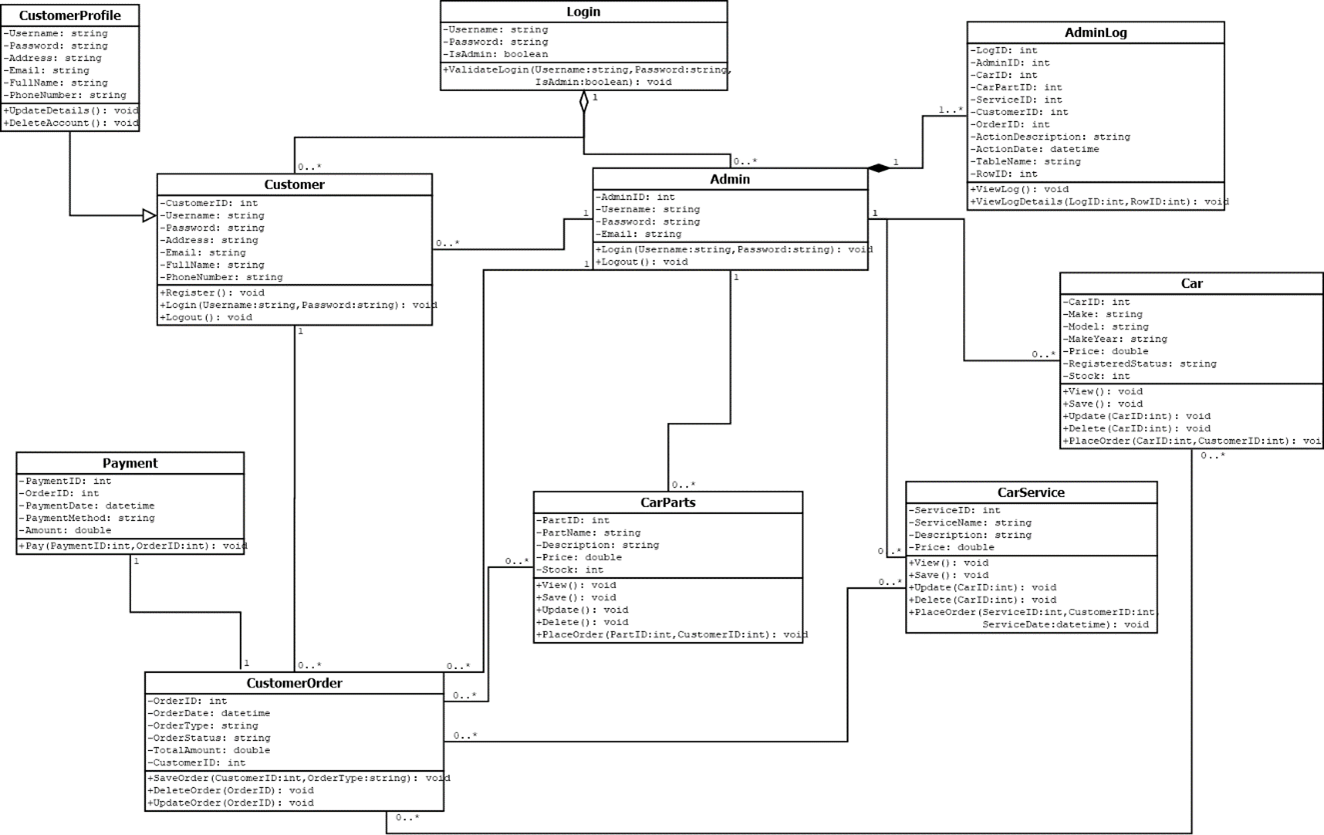 CustomerProfile
-Username: string
-Password: string
-Address: string
-Email: string
-FullName: string
-PhoneNumber: string
+UpdateDetails(): void
+DeleteAccount(): void
Login
-Username: string
-Password: string
-IsAdmin: boolean
+ValidateLogin(Username:string,Password:string,
IsAdmin:boolean): void
1
AdminLog
-LogID: int
-AdminID: int
-CarID: int
-CarPartID: int
-ServiceID: int
-CustomerID: int
-OrderID: int
-ActionDescription: string
-ActionDate: datetime
-TableName: string
-RowID: int
+ViewLog(): void
+ViewLogDetails(LogID:int,RowID:int): void
1..*
1
0..*
0..*
Customer
-CustomerID: int
-Username: string
-Password: string
-Address: string
-Email: string
-FullName: string
-PhoneNumber: string
+Register(): void
+Login(Username:string,Password:string): void
+Logout(): void
0..*
1
1
1
Admin
-AdminID: int
-Username: string
-Password: string
-Email: string
+Login(Username:string,Password:string): void
+Logout(): void
1
1
Car
-CarID: int
-Make: string
-Model: string
-MakeYear: string
-Price: double
-RegisteredStatus: string
-Stock: int
+View(): void
+Save(): void
+Update(CarID:int): void
+Delete(CarID:int): void
+PlaceOrder(CarID:int,CustomerID:int): voi
0..*
0..*
Payment
-PaymentID: int
-OrderID: int
-PaymentDate: datetime
-PaymentMethod: string
-Amount: double
+Pay(PaymentID:int,OrderID:int): void
1
1
0..*
CarParts
-PartID: int
-PartName: string
-Description: string
-Price: double
-Stock: int
+View(): void
+Save(): void
+Update(): void
+Delete(): void
+PlaceOrder(PartID:int,CustomerID:int): void
0..*
CarService
-ServiceID: int
-ServiceName: string
-Description: string
-Price: double
+View(): void
+Save(): void
+Update(CarID:int): void
+Delete(CarID:int): void
+PlaceOrder(ServiceID:int,CustomerID:int,
ServiceDate:datetime): void
0..*
0..*
0..*
0..*
0..*
0..*
0..*
CustomerOrder
-OrderID: int
-OrderDate: datetime
-OrderType: string
-OrderStatus: string
-TotalAmount: double
-CustomerID: int
+SaveOrder(CustomerID:int,OrderType:string): void
+DeleteOrder(OrderID): void
+UpdateOrder(OrderID): void